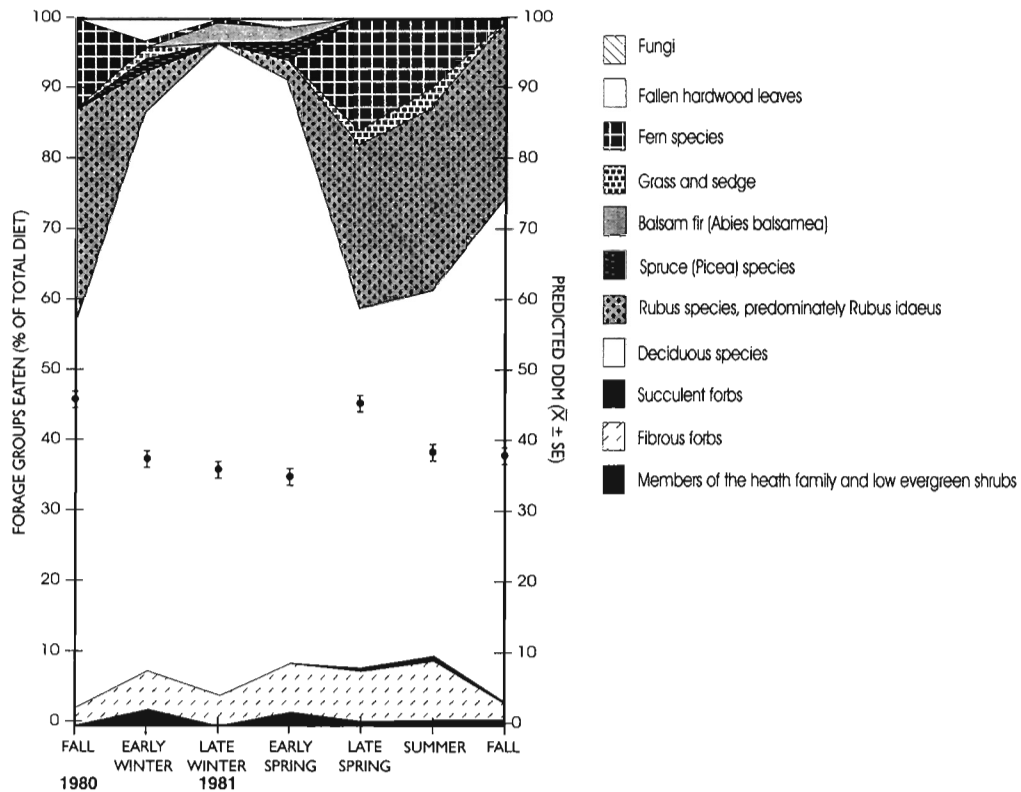 FORAGE GROUPS EATEN (% OF TOTAL DIET)
100
90
80
70
60
50
40
30
20
10
0
100
90
80
70
60
50
40
30
20
10
0
PREDICTED DDM (X̅ ± SE)
FALL
EARLY
WINTER
LATE
WINTER
EARLY
SPRING
LATE
SPRING
SUMMER
FALL
1980
1981
Fungi
Fallen hardwood leaves
Fern species
Grass and sedge
Balsam fir (Abies balsamea)
Spruce (Picea) species
Rubus species, predominately Rubus idaeus
Deciduous species
Succulent forbs
Fibrous forbs
Members of the heath family and low evergreen shrubs